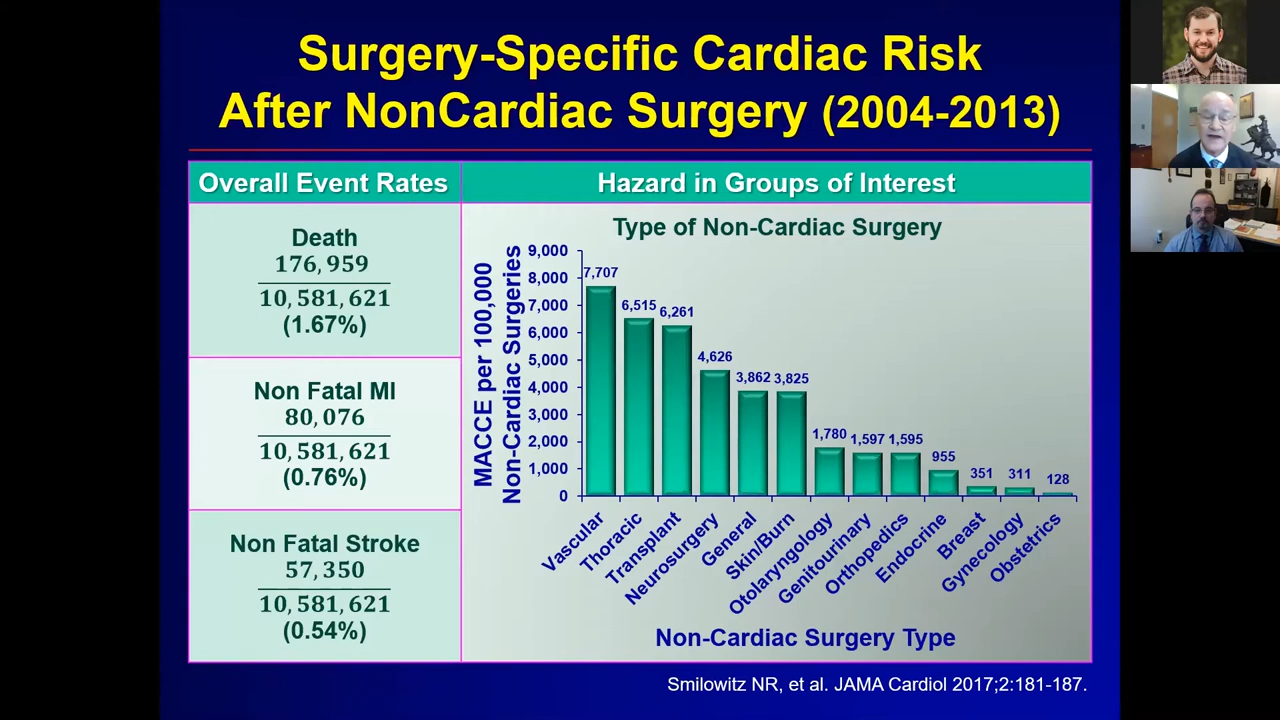 Surgery-Specific Cardiac Risk
After NonCardiac Surgery (2004-2013)
Overall Event Rates
Death
176,959
10,581,621
(1.67%)
Non Fatal MI
80,076
10,581,621
(0.76%)
Non Fatal Stroke
57,350
10,581,621
(0.54%)
Hazard in Groups of Interest
Type of Non-Cardiac Surgery
MACCE per 100,000
Non-Cardiac Surgeries
9,000
8,000
7,000
6,000
5,000
4,000
3,000
2,000
1,000
0
7,707
6,515
6,261
4,626
3,862
3,825
1,780
1,597
1,595
955
351
311
128
Vascular
Thoracic
Transplant
Neurosurgery
General
Skin/Burn
Otolaryngology
Genitourinary
Orthopedics
Endocrine
Breast
Gynecology
Obstetrics
Non-Cardiac Surgery Type
Smilowitz NR, et al. JAMA Cardiol 2017;2:181-187.